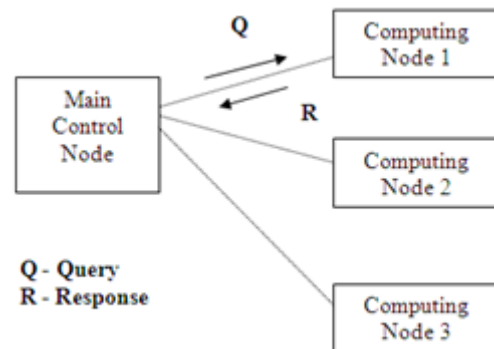 Q
Computing
Node 1
Main
Control
Node
R
Computing
Node 2
Q - Query
R - Response
Computing
Node 3